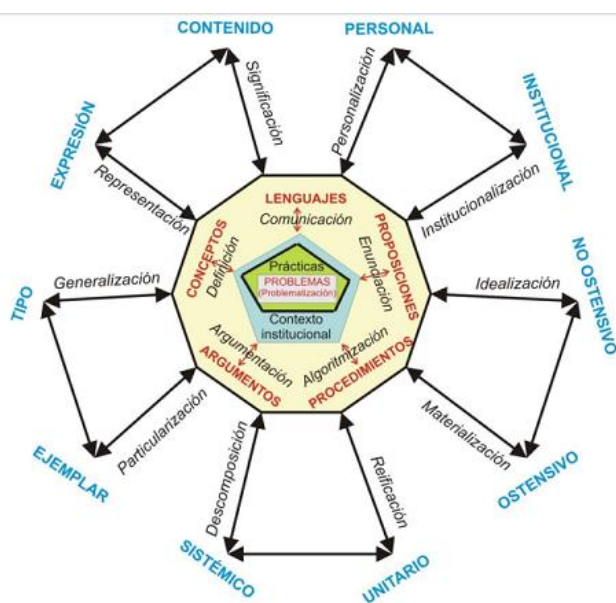 CONTENIDO
PERSONAL
Significación
Personalización
EXPRESIÓN
INSTITUCIONAL
Representación
Institucionalización
LENGUAJES
Comunicación
CONCEPTOS
Definición
PROPOSICIONES
Enunciación
Prácticas
PROBLEMAS
(Problematización)
Contexto
institucional
Argumentación
ARGUMENTOS
Algoritmización
PROCEDIMIENTOS
TIPO
Generalización
Idealización
NO OSTENSIVO
EJEMPLAR
Particularización
Materialización
OSTENSIVO
Descomposición
Reificación
SISTÉMICO
UNITARIO